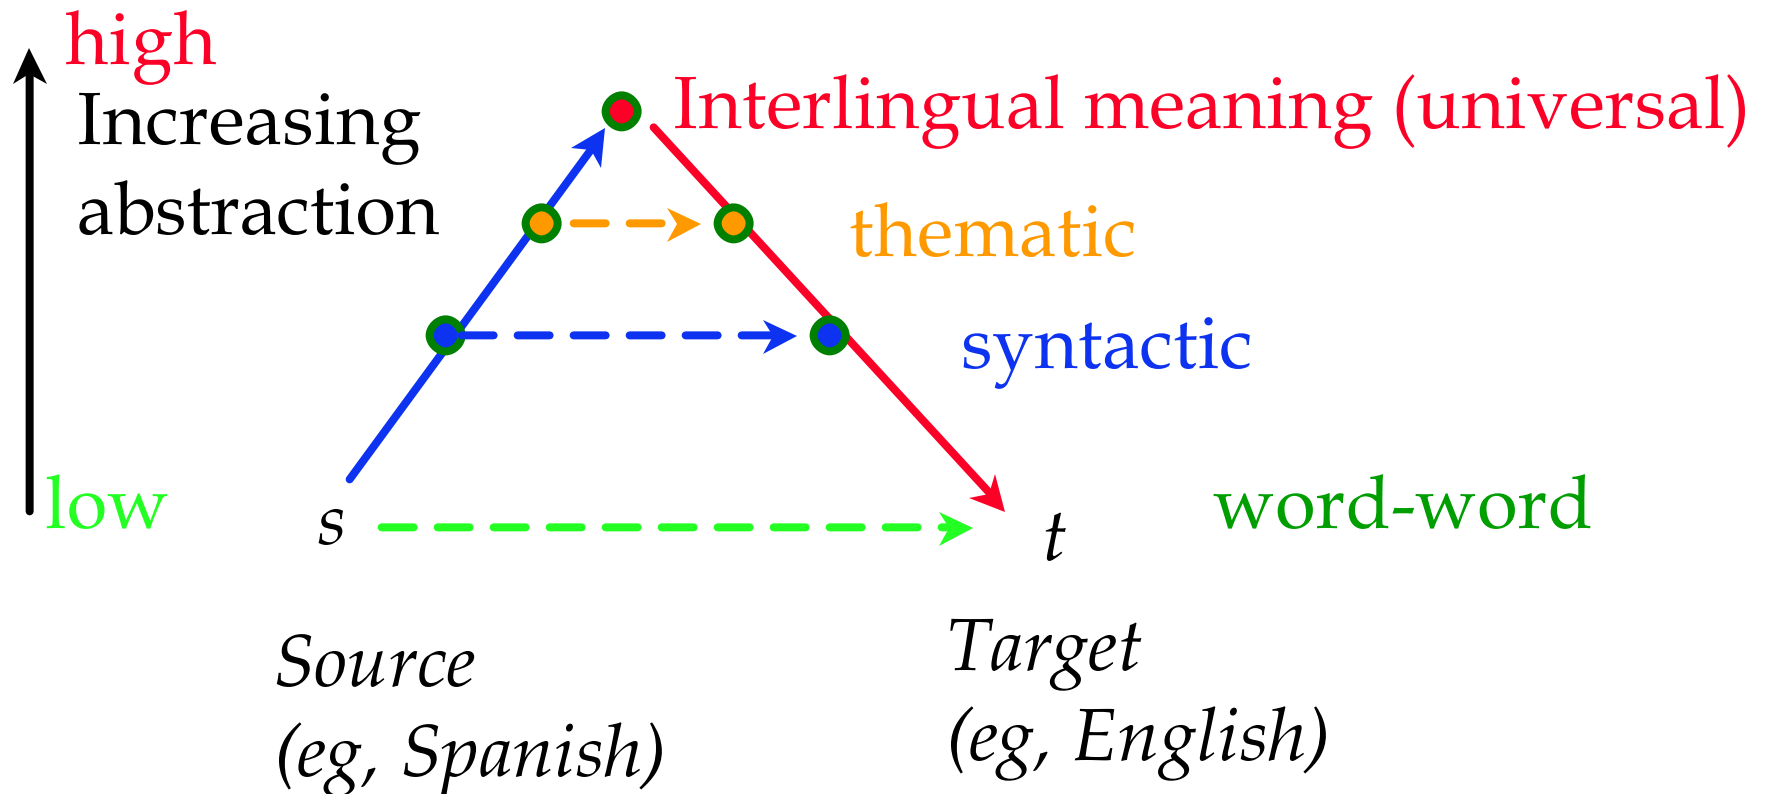 high
Increasing
abstraction
Interlingual meaning (universal)
thematic
syntactic
low
s
t
word-word
Source
(eg, Spanish)
Target
(eg, English)